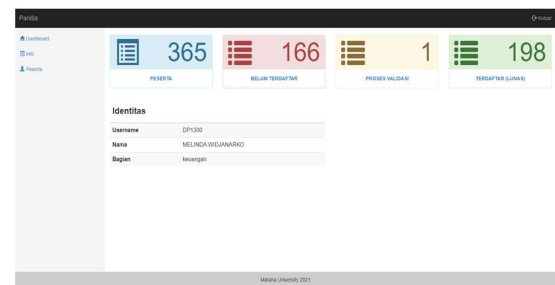 Panitia
Keluar
Dashboard
Info
Peserta
365
PESERTA
166
BELUM TERDAFTAR
1
PROSES VALIDASI
198
TERDAFTAR (LUNAS)
Identitas
Username DP1300
Nama MELINDA WIDJANARKO
Bagian keuangan
Matana University 2021